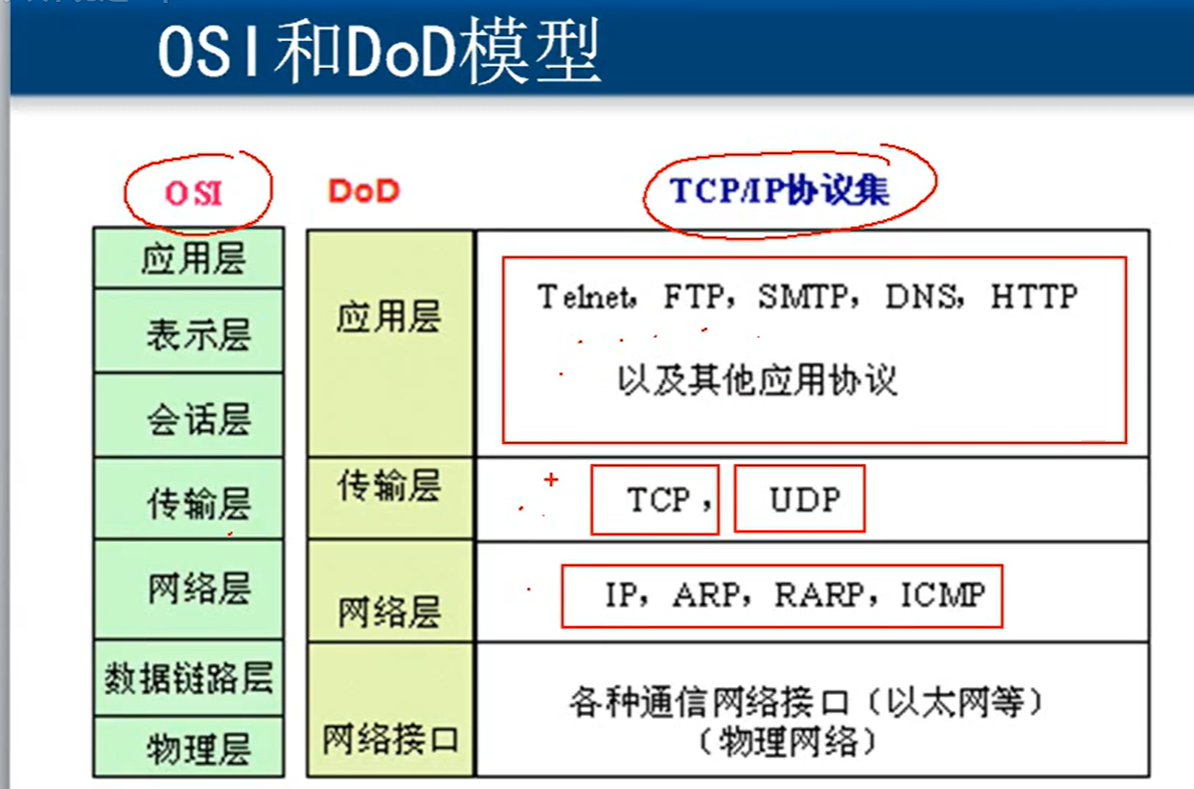 OSI和DoD模型
OSI DoD TCP/IP协议集
应用层
表示层
会话层
传输层
网络层
数据链路层
物理层
应用层
传输层
网络层
网络接口
Telnet，FTP，SMTP，DNS，HTTP
以及其他应用协议
TCP， UDP
IP，ARP，RARP，ICMP
各种通信网络接口（以太网等）
（物理网络）